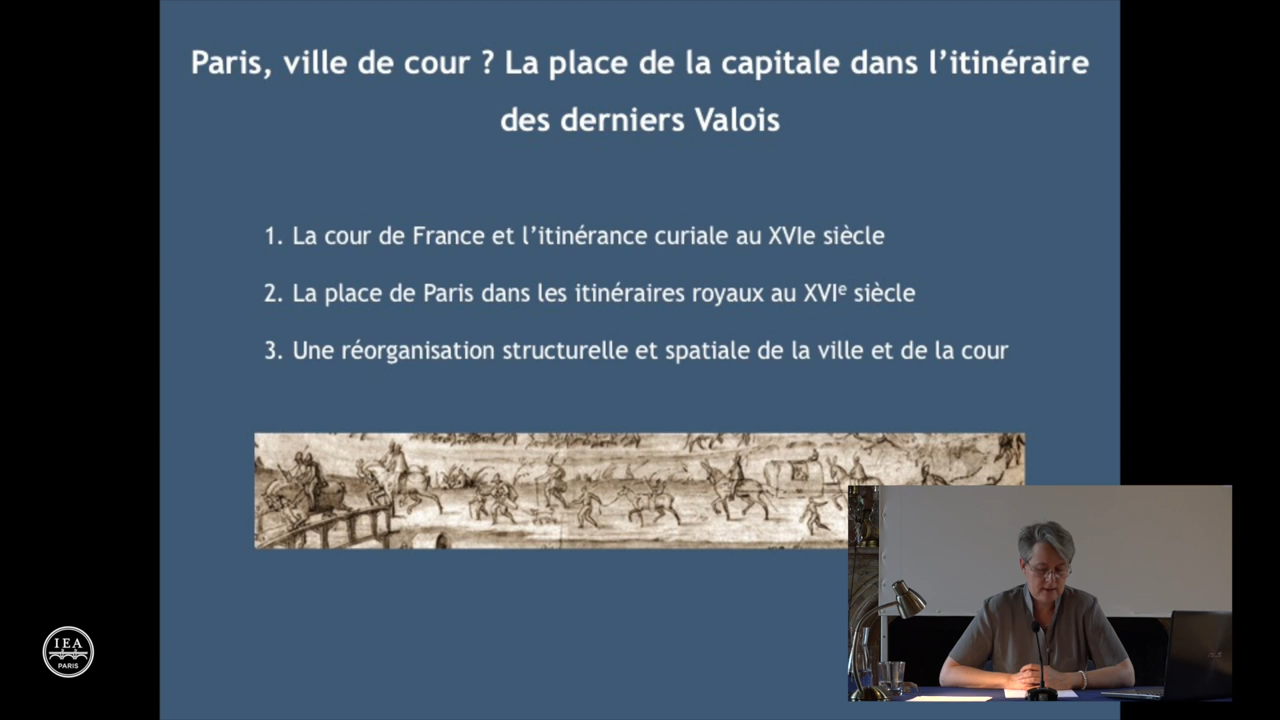 Paris, ville de cour ? La place de la capitale dans l’itinéraire
des derniers Valois
1. La cour de France et l’itinérance curiale au XVIe siècle
2. La place de Paris dans les itinéraires royaux au XVIᵉ siècle
3. Une réorganisation structurelle et spatiale de la ville et de la cour
IEA
PARIS